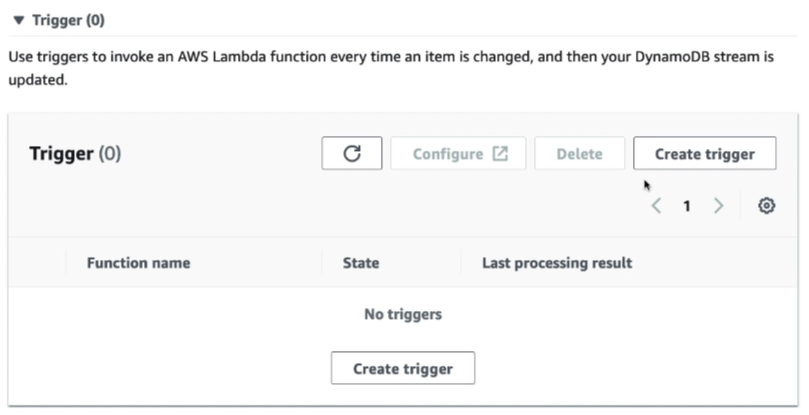 Trigger (0)
Use triggers to invoke an AWS Lambda function every time an item is changed, and then your DynamoDB stream is
updated.
Trigger (0)
Configure
Delete
Create trigger
1
Function name
State
Last processing result
No triggers
Create trigger